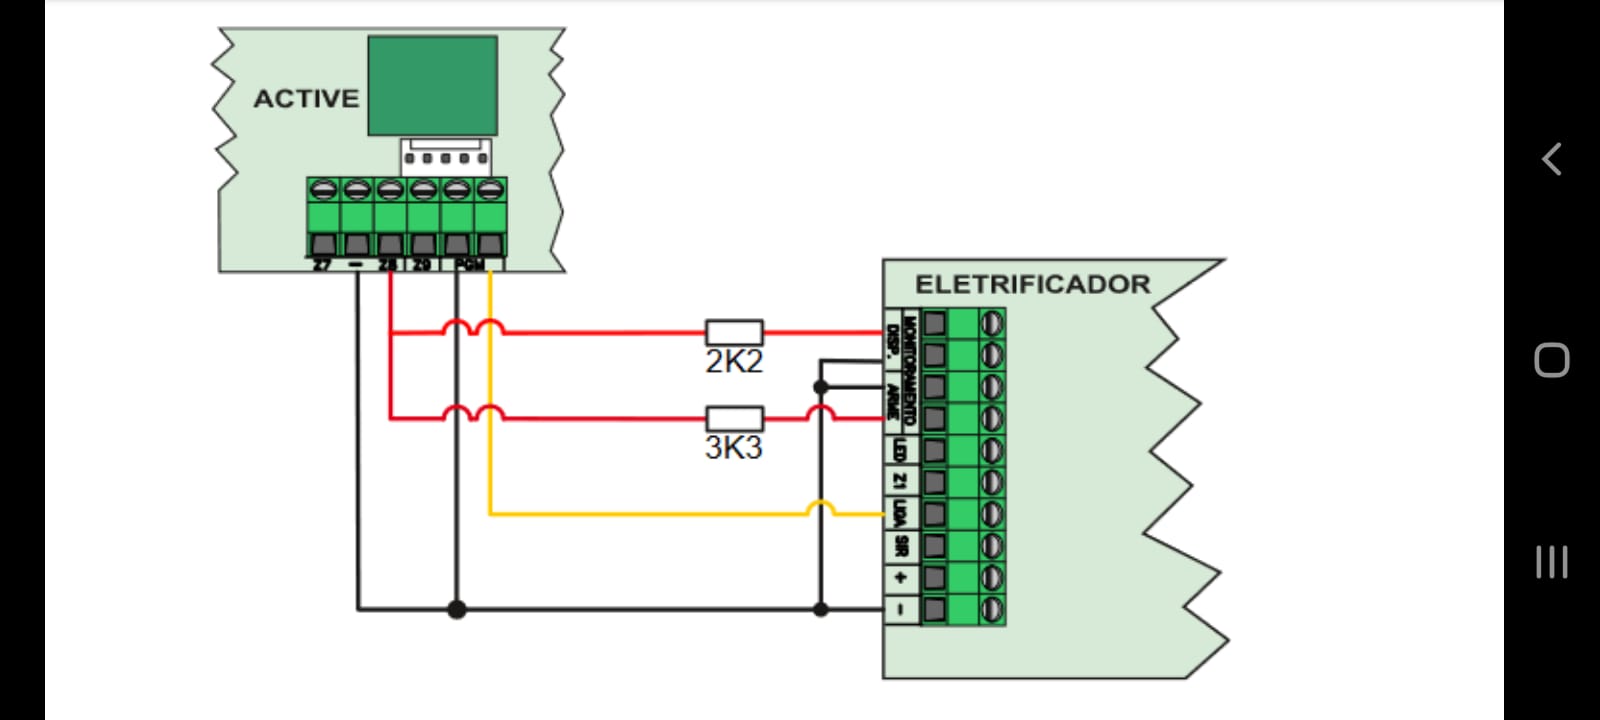 ACTIVE
Z7 – Z8 Z9 PGM
ELETRIFICADOR
DISP.
MONITORAMENTO
2K2
ARME
3K3
LED
Z1
LIGA
SIR
+
–